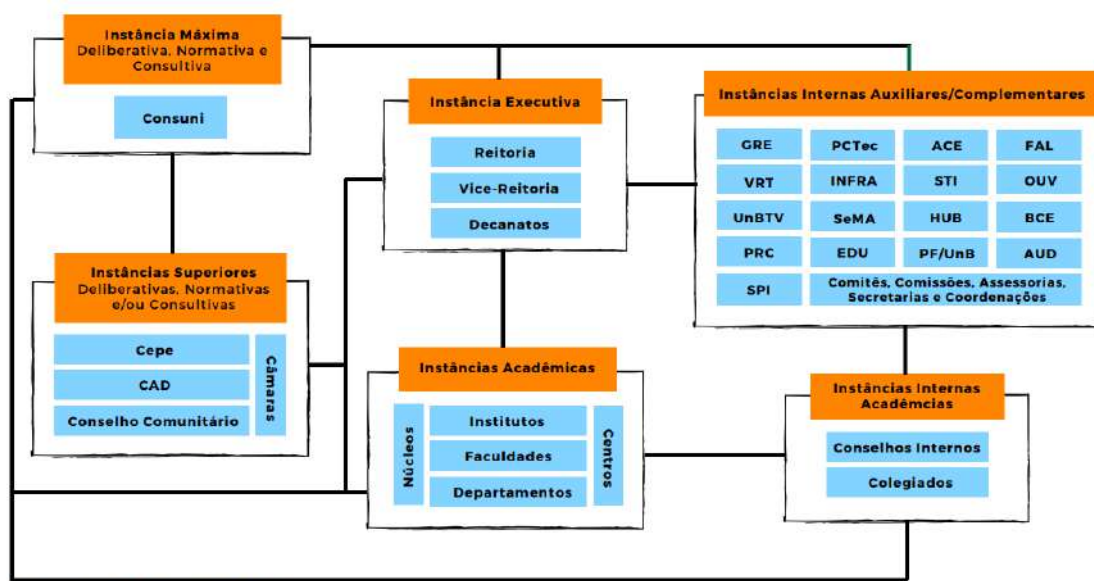 Instância Máxima
Deliberativa, Normativa e
Consultiva
Consuni
Instância Executiva
Reitoria
Vice-Reitoria
Decanatos
Instâncias Internas Auxiliares/Complementares
GRE
PCTec
ACE
FAL
VRT
INFRA
STI
OUV
UnBTV
SeMA
HUB
BCE
PRC
EDU
PF/UnB
AUD
SPI
Comitês, Comissões, Assessorias,
Secretarias e Coordenações
Instâncias Superiores
Deliberativas, Normativas
e/ou Consultivas
Cepe
CAD
Conselho Comunitário
Câmaras
Instâncias Acadêmicas
Núcleos
Institutos
Faculdades
Departamentos
Centros
Instâncias Internas
Acadêmcias
Conselhos Internos
Colegiados